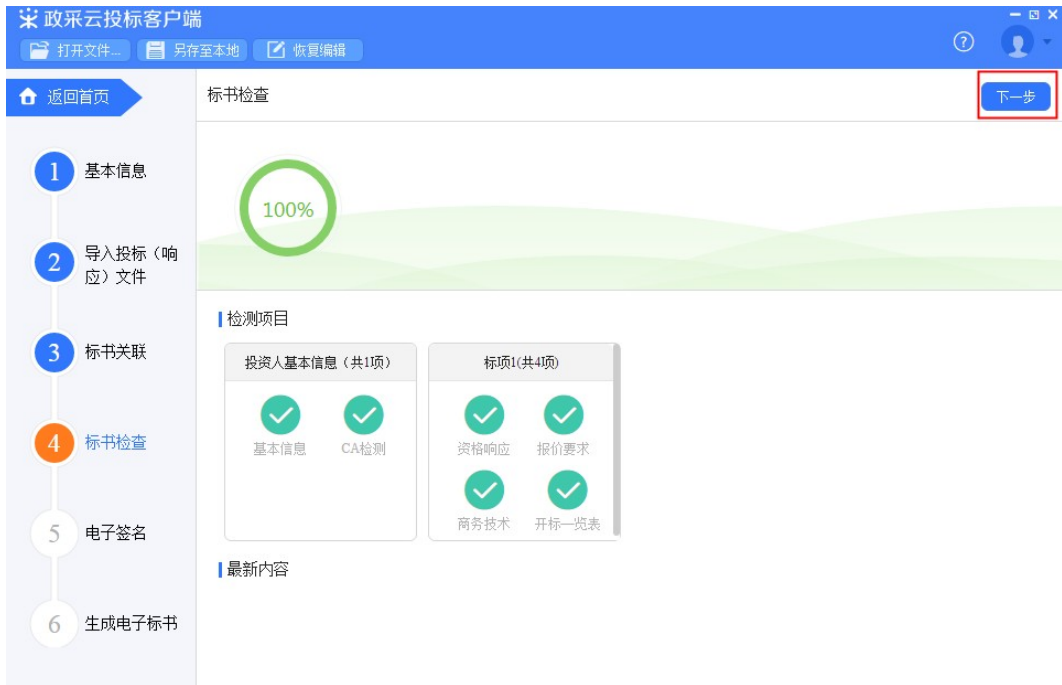 政采云投标客户端
打开文件... 另存至本地 恢复编辑
返回首页
标书检查
下一步
1 基本信息
2 导入投标（响
应）文件
3 标书关联
4 标书检查
5 电子签名
6 生成电子标书
100%
检测项目
投资人基本信息（共1项）
基本信息 CA检测
标项1(共4项)
资格响应 报价要求
商务技术 开标一览表
最新内容